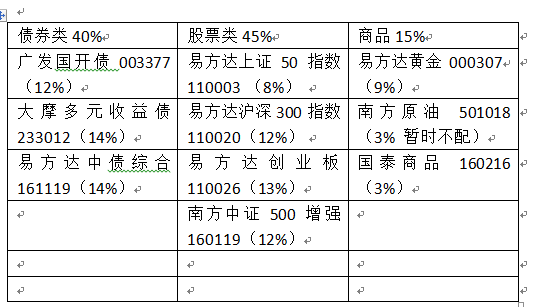 债券类 40%
股票类 45%
商品 15%
广发国开债 003377
（12%）
易方达上证 50 指数
110003 （8%）
易方达黄金 000307
（9%）
大摩多元收益债
233012（14%）
易方达沪深 300 指数
110020（12%）
南方原油 501018
（3% 暂时不配）
易方达中债综合
161119（14%）
易方达创业板
110026（13%）
国泰商品 160216
（3%）
南方中证 500 增强
160119（12%）